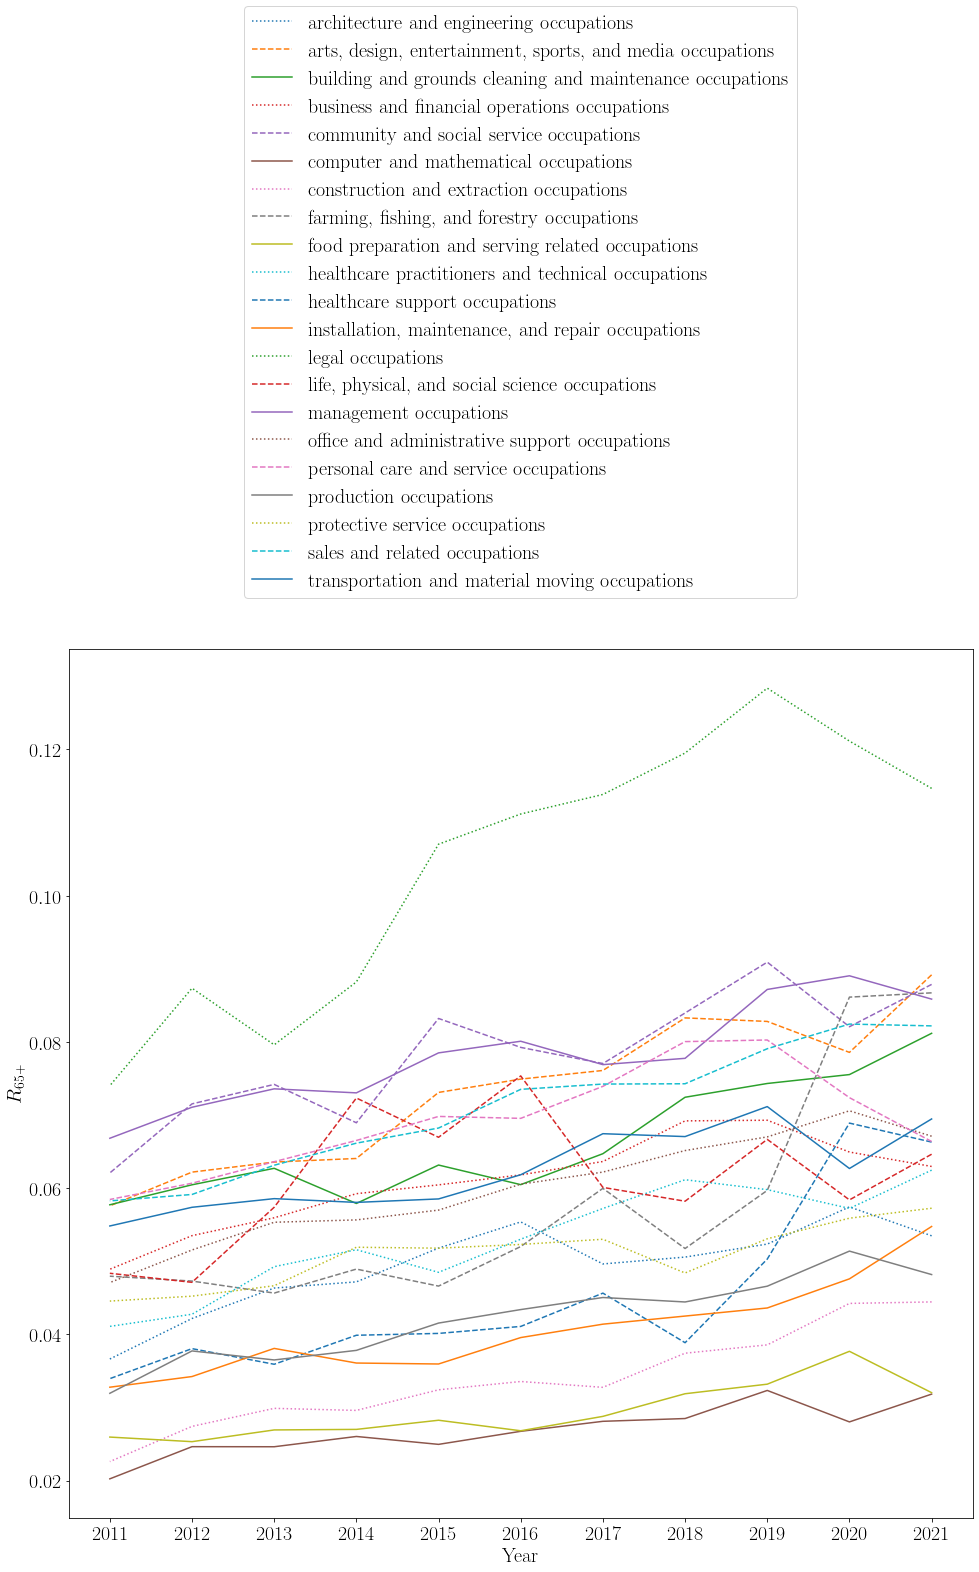 architecture and engineering occupations
arts, design, entertainment, sports, and media occupations
building and grounds cleaning and maintenance occupations
business and financial operations occupations
community and social service occupations
computer and mathematical occupations
construction and extraction occupations
farming, fishing, and forestry occupations
food preparation and serving related occupations
healthcare practitioners and technical occupations
healthcare support occupations
installation, maintenance, and repair occupations
legal occupations
life, physical, and social science occupations
management occupations
office and administrative support occupations
personal care and service occupations
production occupations
protective service occupations
sales and related occupations
transportation and material moving occupations
0.12
0.10
0.08
0.06
0.04
0.02
R65+
2011 2012 2013 2014 2015 2016 2017 2018 2019 2020 2021
Year